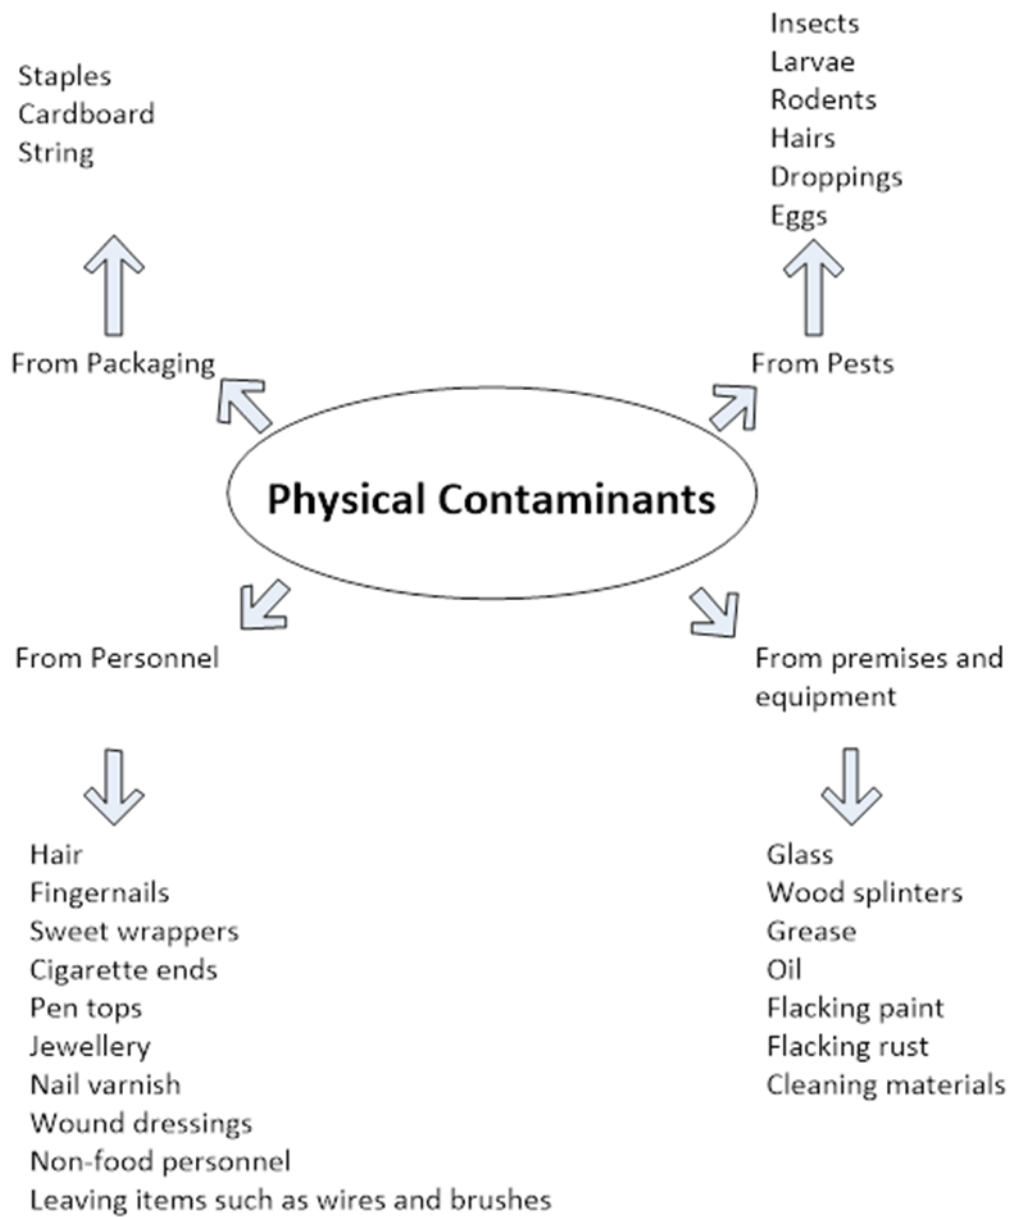 Staples
Cardboard
String
From Packaging
Insects
Larvae
Rodents
Hairs
Droppings
Eggs
From Pests
Physical Contaminants
From Personnel
Hair
Fingernails
Sweet wrappers
Cigarette ends
Pen tops
Jewellery
Nail varnish
Wound dressings
Non-food personnel
Leaving items such as wires and brushes
From premises and
equipment
Glass
Wood splinters
Grease
Oil
Flacking paint
Flacking rust
Cleaning materials